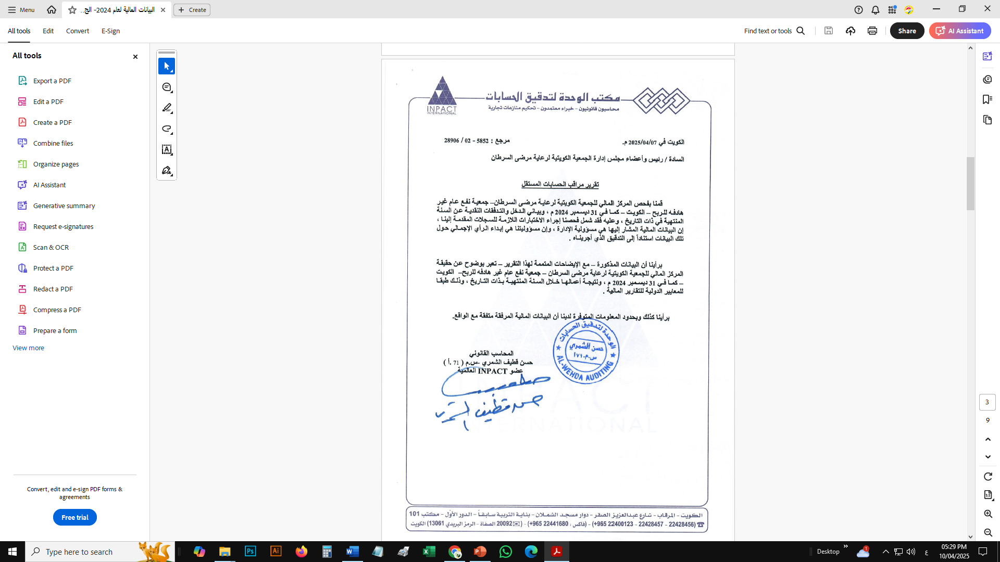 Menu
البيانات المالية لعام 2024- الج..
Create
All tools
Edit
Convert
E-Sign
Find text or tools
Share
AI Assistant
All tools
Export a PDF
Edit a PDF
Create a PDF
Combine files
Organize pages
AI Assistant
Generative summary
Request e-signatures
Scan & OCR
Protect a PDF
Redact a PDF
Compress a PDF
Prepare a form
View more
Convert, edit and e-sign PDF forms &
agreements
Free trial
INPACT
INTERNATIONAL
مكتب الوحدة لتدقيق الحسابات
محاسبون قانونيون - خبراء معتمدون - تحكيم منازعات تجارية
الكويت في 2025/04/07 م.
مرجع : 5852 - 02 / 28906
السادة / رئيس وأعضاء مجلس إدارة الجمعية الكويتية لرعاية مرضى السرطان
تقرير مراقب الحسابات المستقل
قمنا بفحص المركز المالي للجمعية الكويتية لرعاية مرضى السرطان– جمعية نفع عام غير
هادفه للربح – الكويت – كما في 31 ديسمبر 2024 م ، وبياني الدخل والتدفقات النقدية عن السنة
المنتهية في ذات التاريخ ، وعليه فقد شمل فحصنا إجراء الاختبارات اللازمة للسجلات المقدمة إلينا ،
إن البيانات المالية المشار إليها هي مسؤولية الإدارة ، وإن مسؤوليتنا هي إبداء الرأي الإجمالي حول
تلك البيانات استناداً إلى التدقيق الذي أجريناه .
برأينا أن البيانات المذكورة – مع الإيضاحات المتممة لهذا التقرير – تعبر بوضوح عن حقيقة
المركز المالي للجمعية الكويتية لرعاية مرضى السرطان – جمعية نفع عام غير هادفه للربح– الكويت
– كما في 31 ديسمبر 2024 م ، ونتيجة أعمالها خلال السنة المنتهية بذات التاريخ ، وذلك طبقا
للمعايير الدولية للتقارير المالية .
برأينا كذلك وبحدود المعلومات المتوفرة لدينا أن البيانات المالية المرفقة متفقة مع الواقع.
الوحدة لتدقيق الحسابات
حسن الشمري
س.م.١٧١
AL-WEHDA AUDITING
المحاسب القانوني
حسن قطيف الشمري -س.م ( 71 .أ )
عضو INPACT العالمية
حسن قطيف الشمري
INPACT
INTERNATIONAL
الكويت - المرقاب - شارع عبدالعزيز الصقر - دوار مسجد الشملان - بناية التربية سابقاً - الدور الأول - مكتب 101
☎ (22428456 - 22428457 - 22400123 965+) - (فاكس : 22441680 965+) - (✉ 20092 الصفاة - الرمز البريدي 13061) الكويت
3
9
Type here to search
Desktop
ع
05:29 PM
10/04/2025